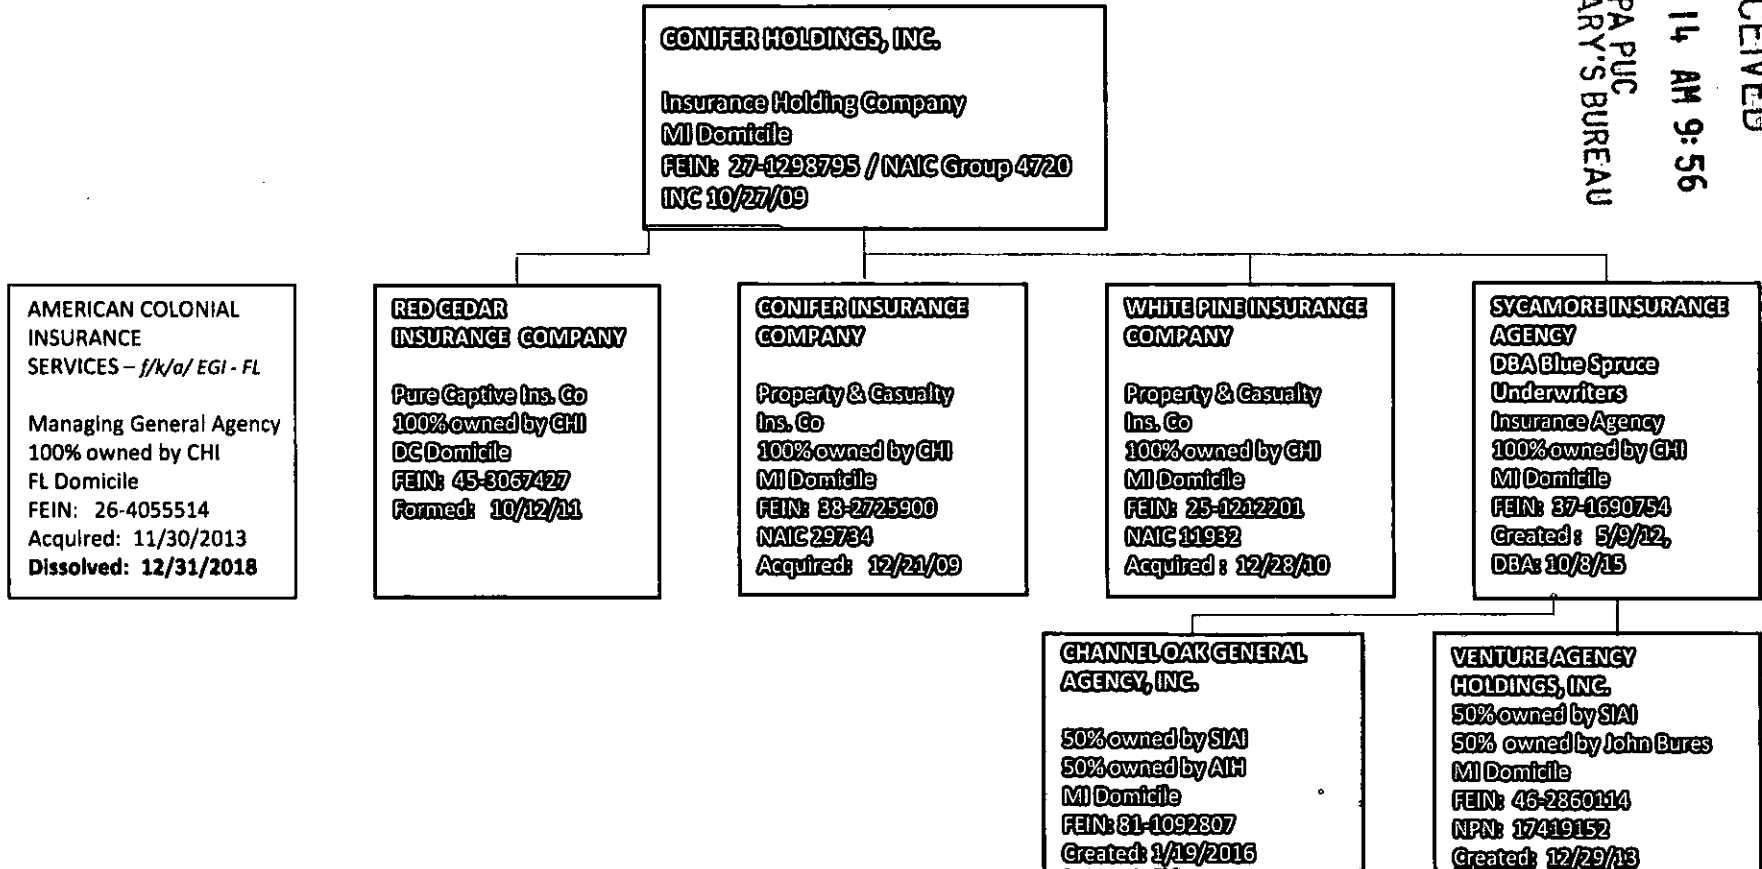 CONIFER HOLDINGS, INC.
Insurance Holding Company
MI Domicile
FEIN: 27-1298795 / NAIC Group 4720
INC 10/27/09
CEIVED
14 AM 9:56
PA PUC
ARY'S BUREAU
AMERICAN COLONIAL
INSURANCE
SERVICES – f/k/a/ EGI - FL
Managing General Agency
100% owned by CHI
FL Domicile
FEIN: 26-4055514
Acquired: 11/30/2013
Dissolved: 12/31/2018
RED CEDAR
INSURANCE COMPANY
Pure Captive Ins. Co
100% owned by CHI
DC Domicile
FEIN: 45-3067427
Formed: 10/12/11
CONIFER INSURANCE
COMPANY
Property & Casualty
Ins. Co
100% owned by CHI
MI Domicile
FEIN: 38-2725900
NAIC 29734
Acquired: 12/21/09
WHITE PINE INSURANCE
COMPANY
Property & Casualty
Ins. Co
100% owned by CHI
MI Domicile
FEIN: 25-1212201
NAIC 11932
Acquired : 12/28/10
SYCAMORE INSURANCE
AGENCY
DBA Blue Spruce
Underwriters
Insurance Agency
100% owned by CHI
MI Domicile
FEIN: 37-1690754
Created : 5/9/12,
DBA: 10/8/15
CHANNEL OAK GENERAL
AGENCY, INC.
50% owned by SIAI
50% owned by AIH
MI Domicile
FEIN: 81-1092807
Created: 1/19/2016
VENTURE AGENCY
HOLDINGS, INC.
50% owned by SIAI
50% owned by John Bures
MI Domicile
FEIN: 46-2860114
NPN: 17419152
Created: 12/29/13